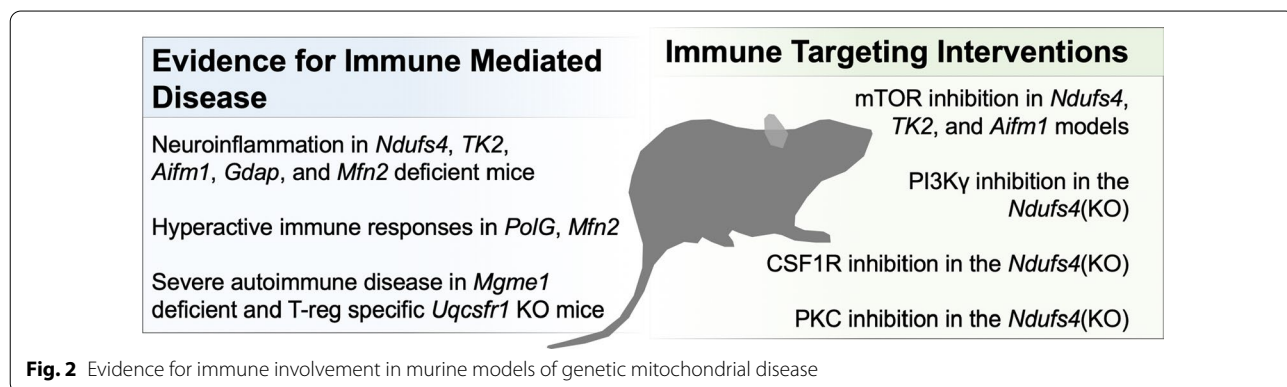 Evidence for Immune Mediated
Disease
Neuroinflammation in Ndufs4, TK2,
Aifm1, Gdap, and Mfn2 deficient mice
Hyperactive immune responses in PolG, Mfn2
Severe autoimmune disease in Mgme1
deficient and T-reg specific Uqcsfr1 KO mice
Immune Targeting Interventions
mTOR inhibition in Ndufs4,
TK2, and Aifm1 models
PI3Kγ inhibition in the
Ndufs4(KO)
CSF1R inhibition in the Ndufs4(KO)
PKC inhibition in the Ndufs4(KO)
Fig. 2 Evidence for immune involvement in murine models of genetic mitochondrial disease